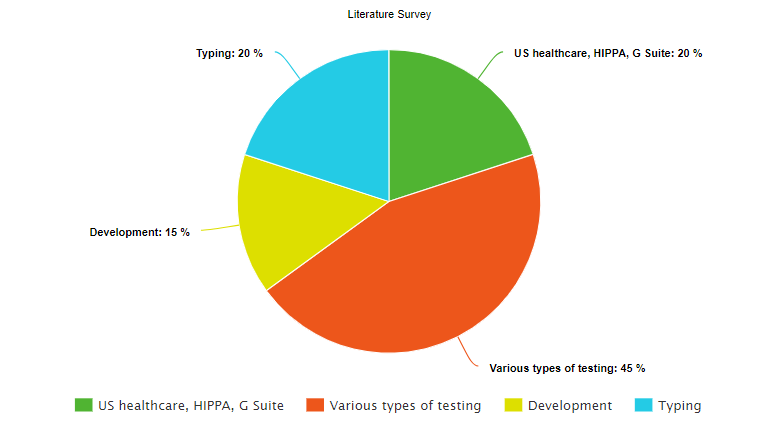 Literature Survey
Typing: 20 %
US healthcare, HIPPA, G Suite: 20 %
Development: 15 %
Various types of testing: 45 %
US healthcare, HIPPA, G Suite
Various types of testing
Development
Typing